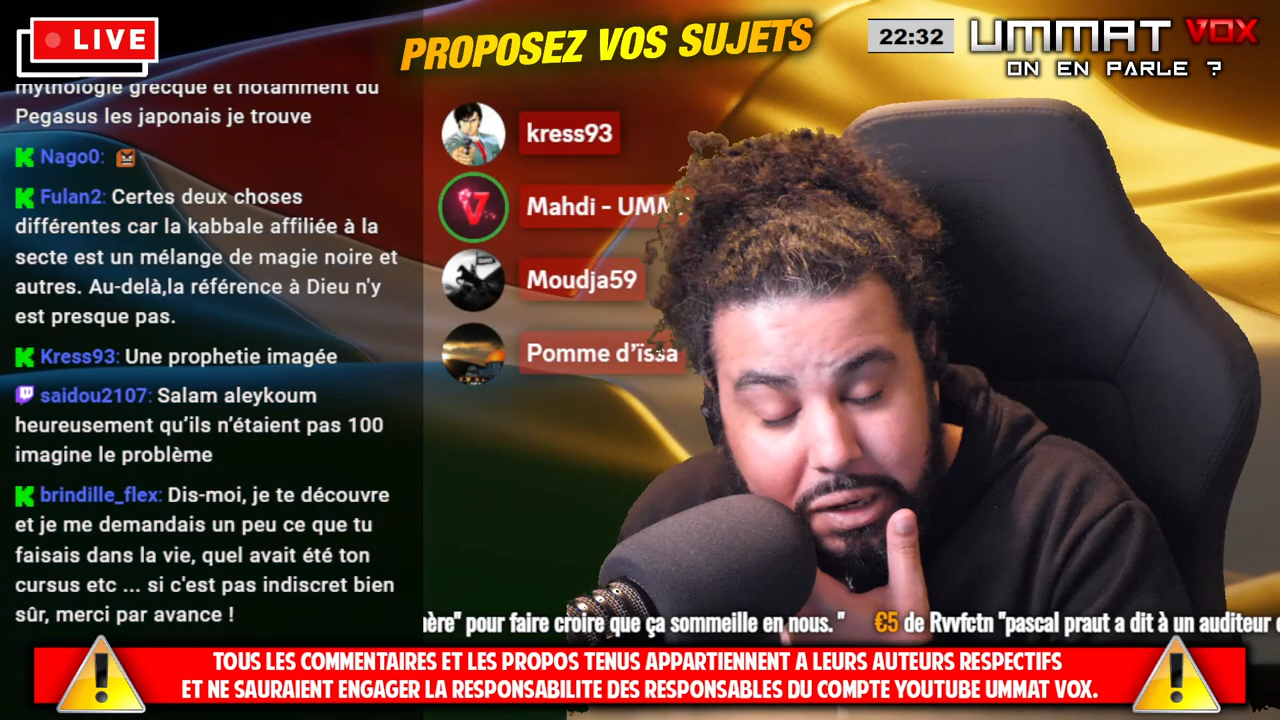 LIVE
PROPOSEZ VOS SUJETS
22:32
UMMAT VOX
ON EN PARLE ?
mythologie grecque et notamment du
Pegasus les japonais je trouve
Nago0:
Fulan2: Certes deux choses
différentes car la kabbale affiliée à la
secte est un mélange de magie noire et
autres. Au-delà,la référence à Dieu n'y
est presque pas.
Kress93: Une prophetie imagée
saidou2107: Salam aleykoum
heureusement qu'ils n'étaient pas 100
imagine le problème
brindille_flex: Dis-moi, je te découvre
et je me demandais un peu ce que tu
faisais dans la vie, quel avait été ton
cursus etc ... si c'est pas indiscret bien
sûr, merci par avance !
kress93
Mahdi - UMM
Moudja59
Pomme d'ïssa
ère" pour faire croire que ça sommeille en nous. " €5 de Rvvfctn "pascal praut a dit à un auditeur
TOUS LES COMMENTAIRES ET LES PROPOS TENUS APPARTIENNENT A LEURS AUTEURS RESPECTIFS
ET NE SAURAIENT ENGAGER LA RESPONSABILITE DES RESPONSABLES DU COMPTE YOUTUBE UMMAT VOX.